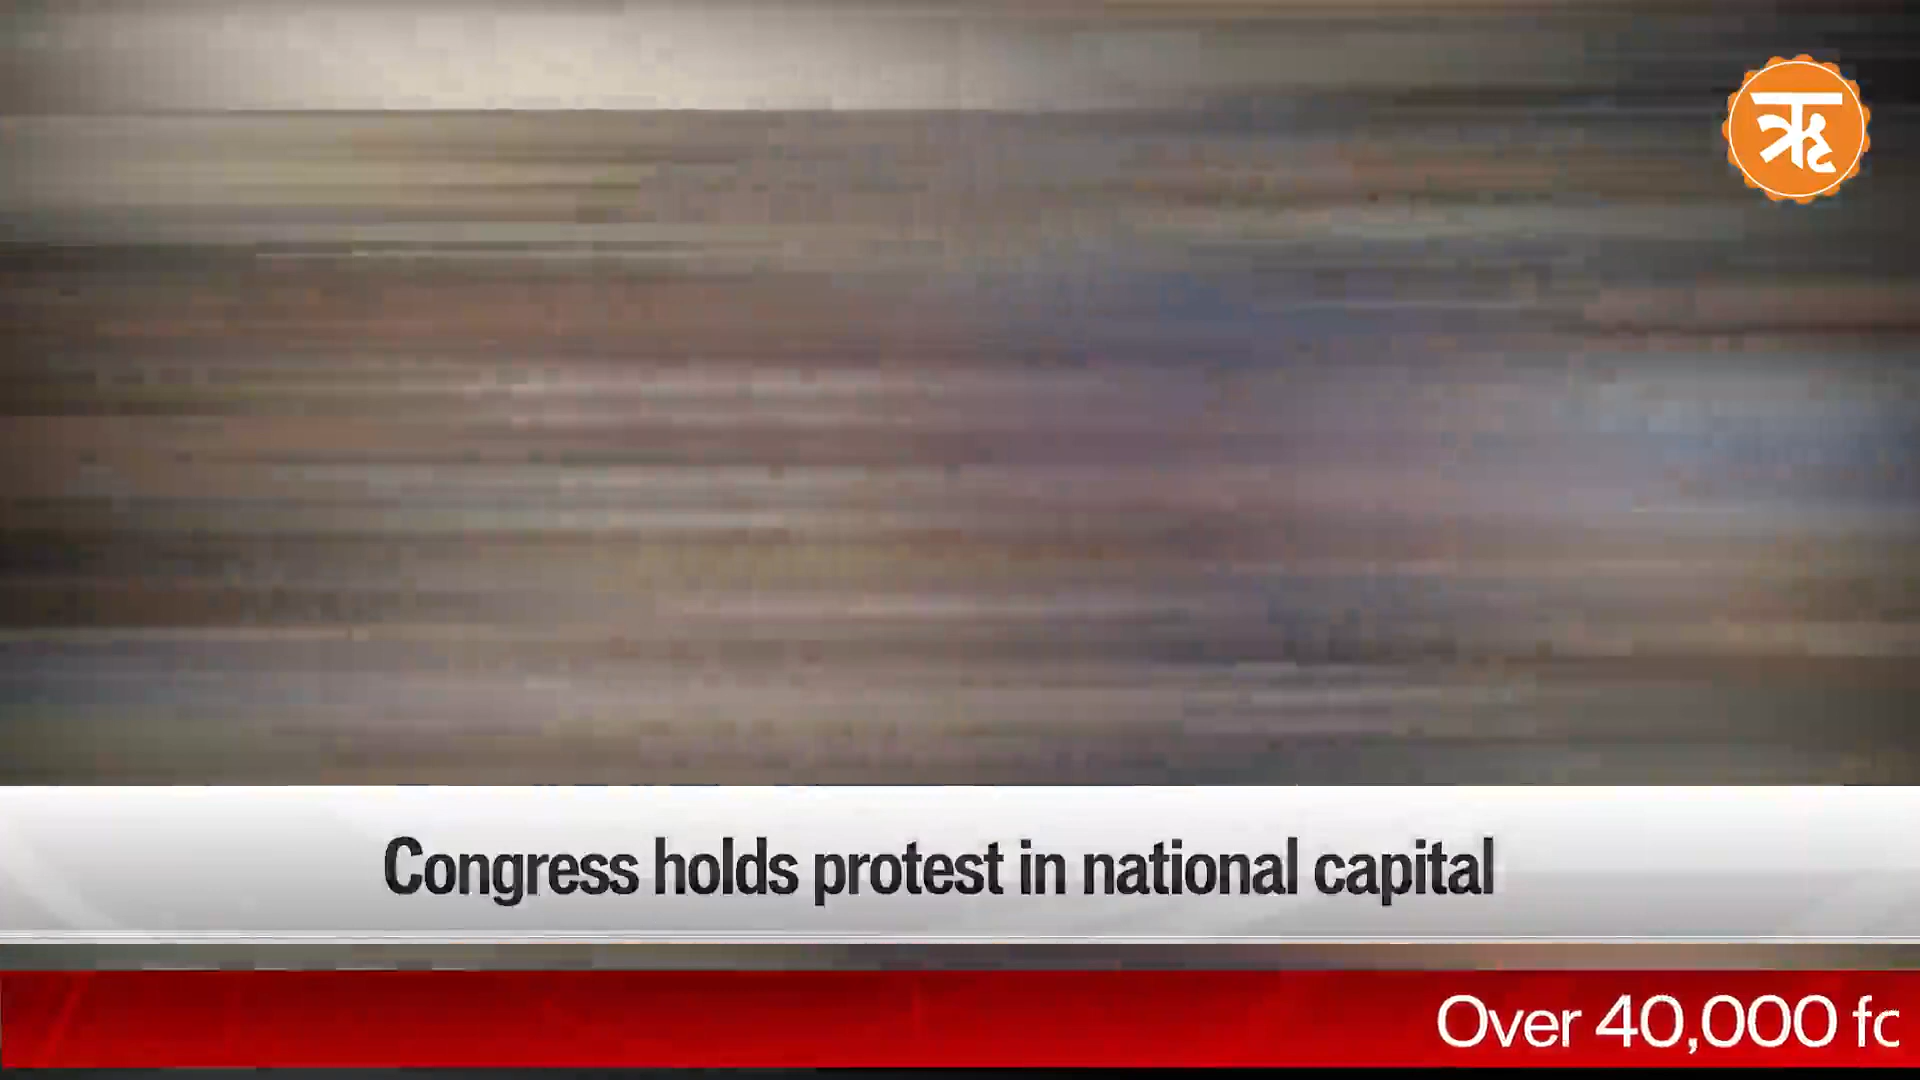 ऋ
Congress holds protest in national capital
Over 40,000